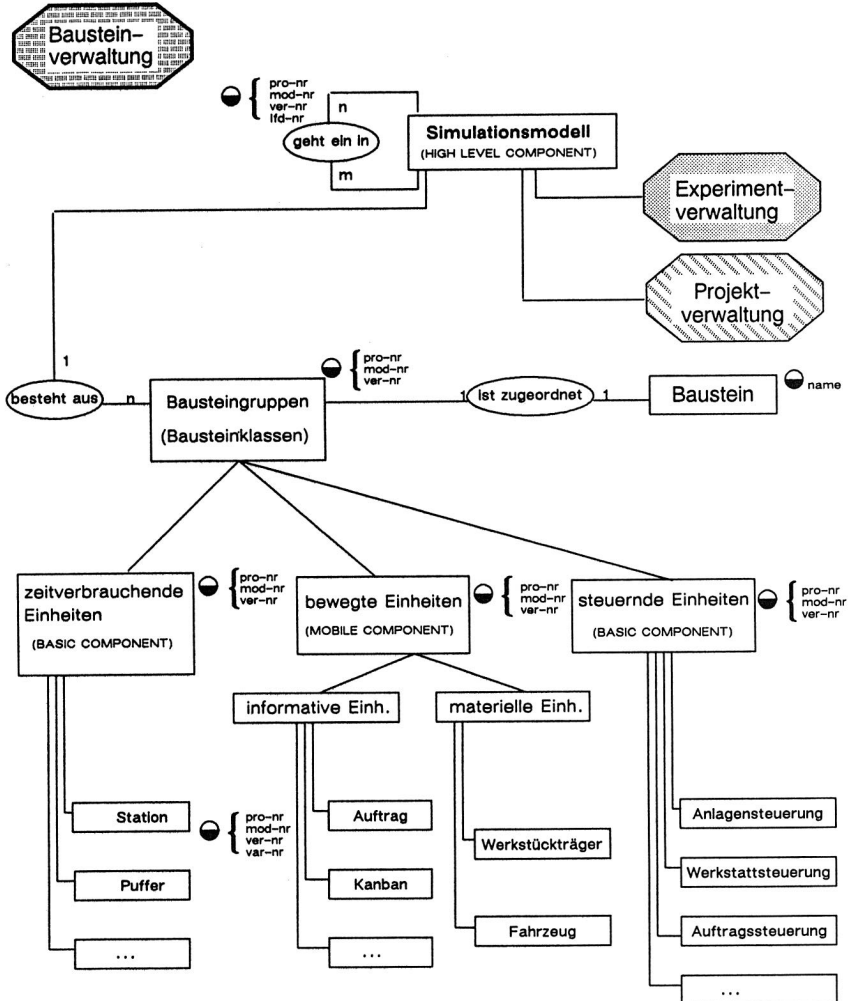 Baustein–
verwaltung
pro–nr
mod–nr
ver–nr
lfd–nr
n
geht ein in
m
Simulationsmodell
(HIGH LEVEL COMPONENT)
Experiment–
verwaltung
Projekt–
verwaltung
1
besteht aus
n
Bausteingruppen
(Bausteinklassen)
pro–nr
mod–nr
ver–nr
1
ist zugeordnet
1
Baustein
name
zeitverbrauchende
Einheiten
(BASIC COMPONENT)
pro–nr
mod–nr
ver–nr
bewegte Einheiten
(MOBILE COMPONENT)
pro–nr
mod–nr
ver–nr
steuernde Einheiten
(BASIC COMPONENT)
pro–nr
mod–nr
ver–nr
informative Einh.
materielle Einh.
Station
pro–nr
mod–nr
ver–nr
var–nr
Puffer
...
Auftrag
Kanban
...
Werkstückträger
Fahrzeug
Anlagensteuerung
Werkstattsteuerung
Auftragssteuerung
...